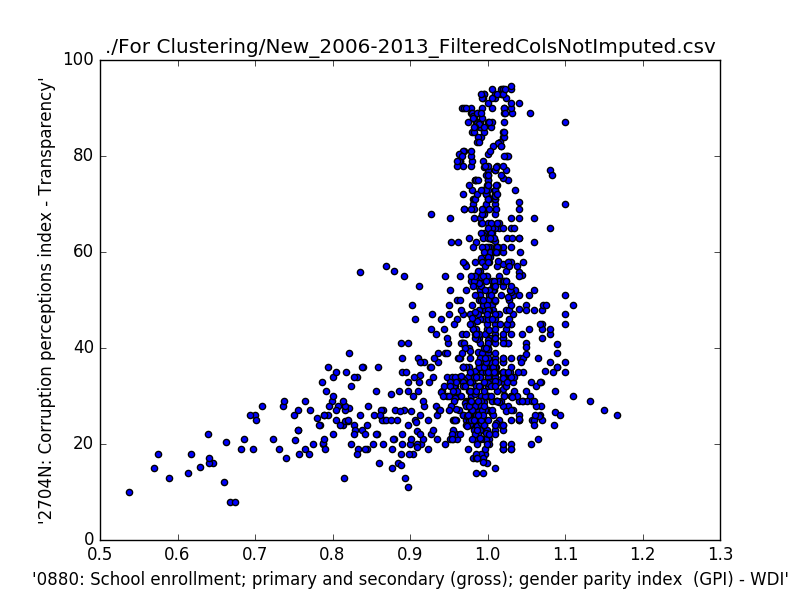 ./For Clustering/New_2006-2013_FilteredColsNotImputed.csv
'2704N: Corruption perceptions index - Transparency'
100
80
60
40
20
0
0.5 0.6 0.7 0.8 0.9 1.0 1.1 1.2 1.3
'0880: School enrollment; primary and secondary (gross); gender parity index  (GPI) - WDI'